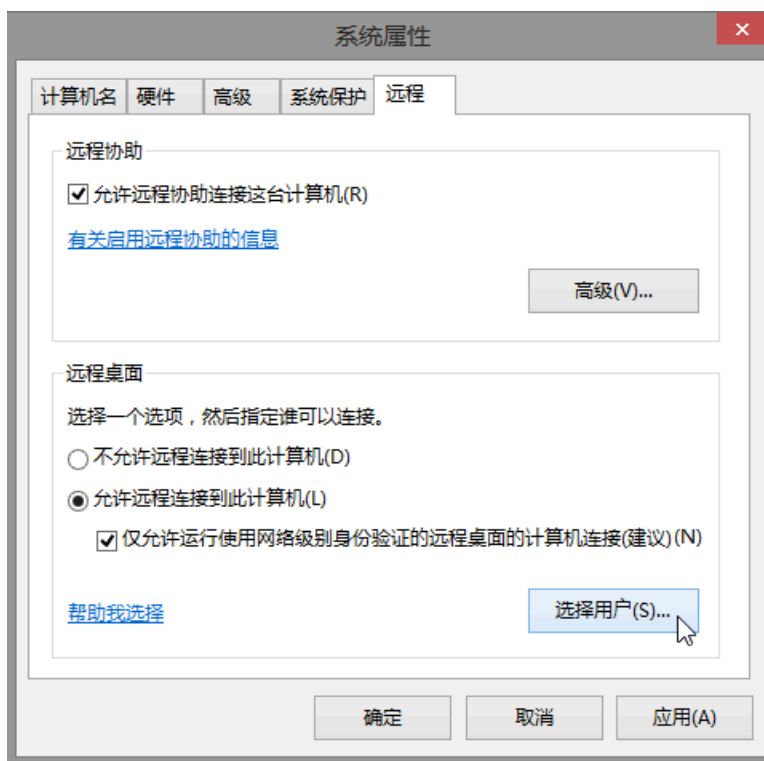 系统属性
计算机名 硬件 高级 系统保护 远程
远程协助
允许远程协助连接这台计算机(R)
有关启用远程协助的信息
高级(V)...
远程桌面
选择一个选项，然后指定谁可以连接。
不允许远程连接到此计算机(D)
允许远程连接到此计算机(L)
仅允许运行使用网络级别身份验证的远程桌面的计算机连接(建议)(N)
帮助我选择 选择用户(S)...
确定 取消 应用(A)